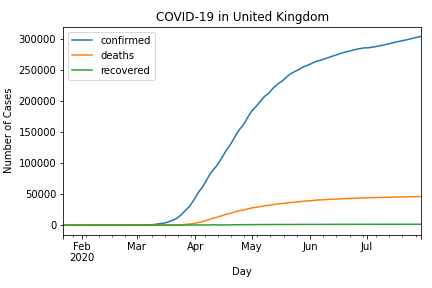 COVID-19 in United Kingdom
confirmed
deaths
recovered
Number of Cases
300000
250000
200000
150000
100000
50000
0
Feb Mar Apr May Jun Jul
2020
Day